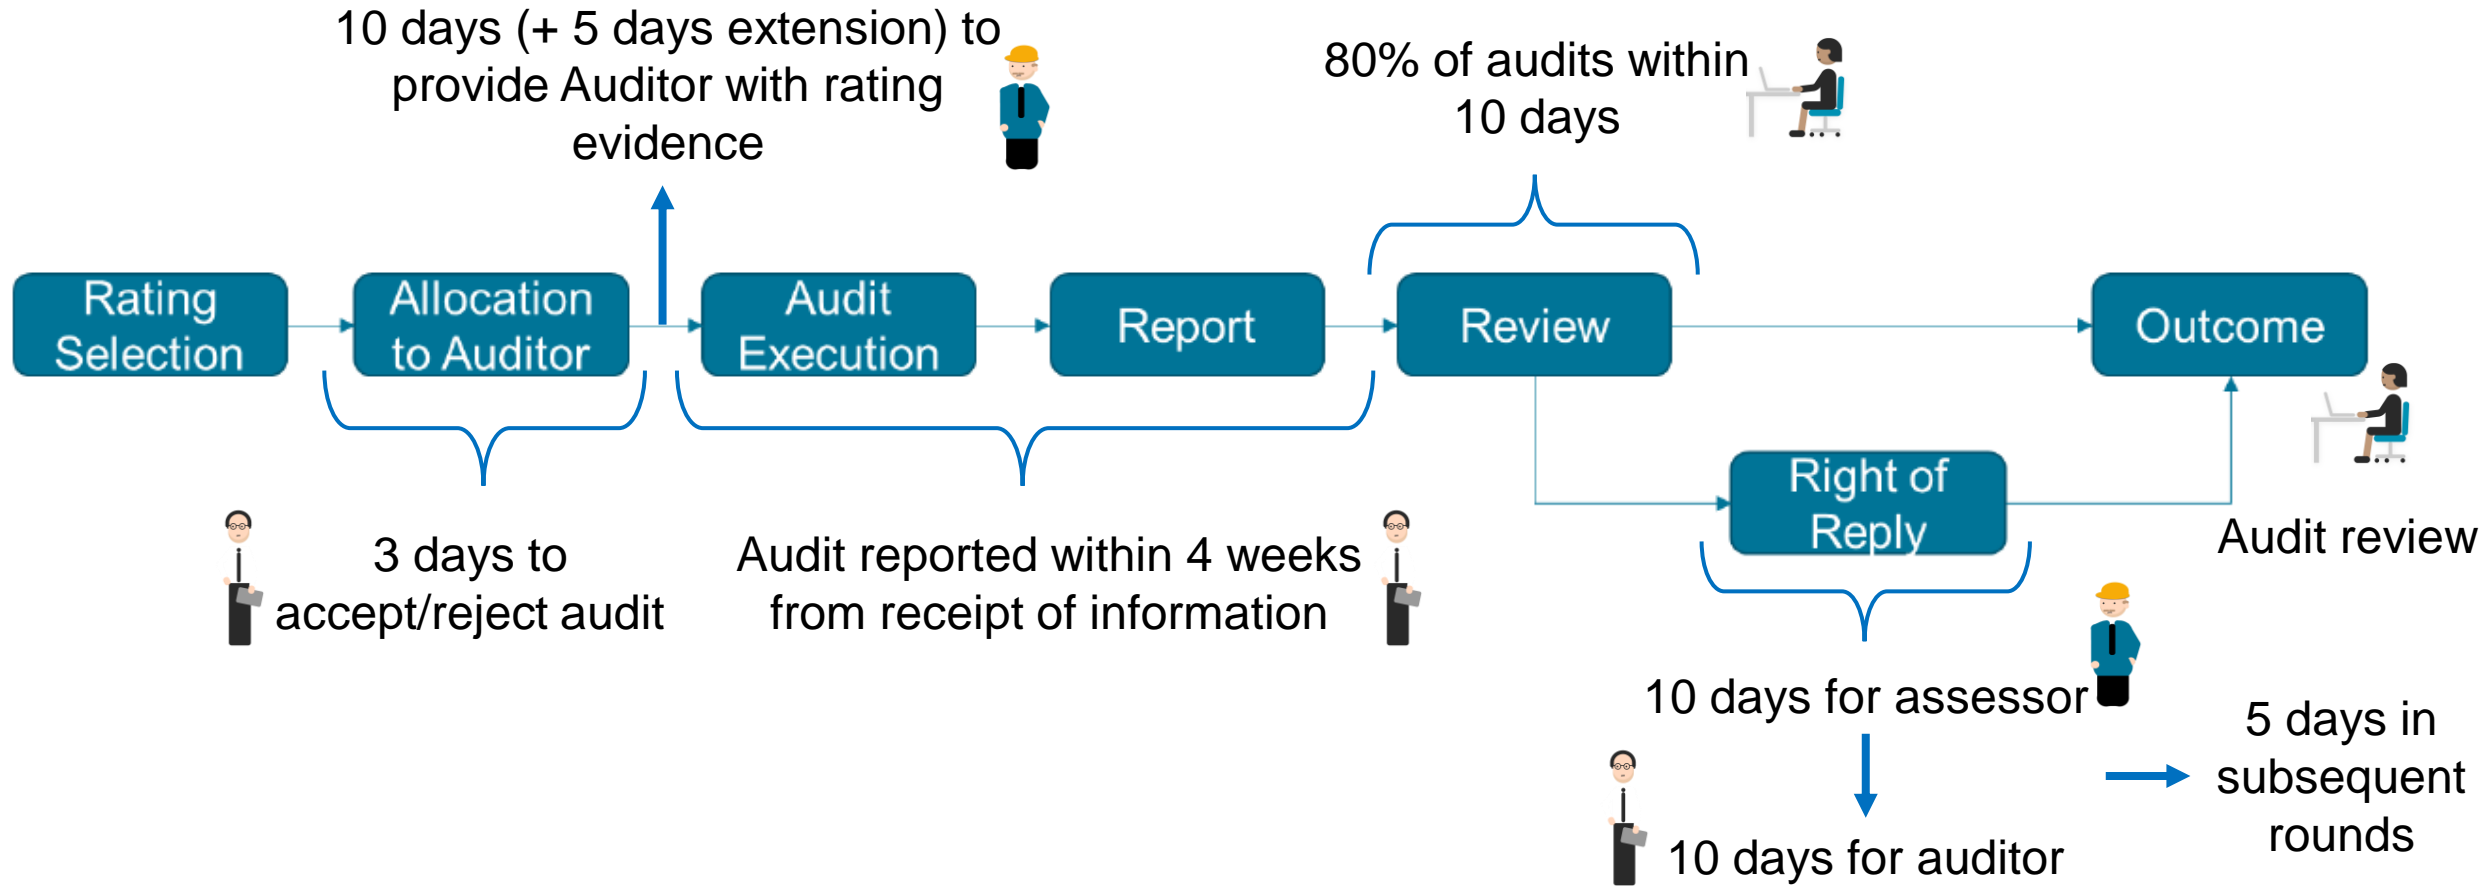 10 days (+ 5 days extension) to
provide Auditor with rating
evidence
80% of audits within
10 days
Rating
Selection
Allocation
to Auditor
Audit
Execution
Report
Review
Outcome
Right of
Reply
3 days to
accept/reject audit
Audit reported within 4 weeks
from receipt of information
Audit review
10 days for assessor
10 days for auditor
5 days in
subsequent
rounds